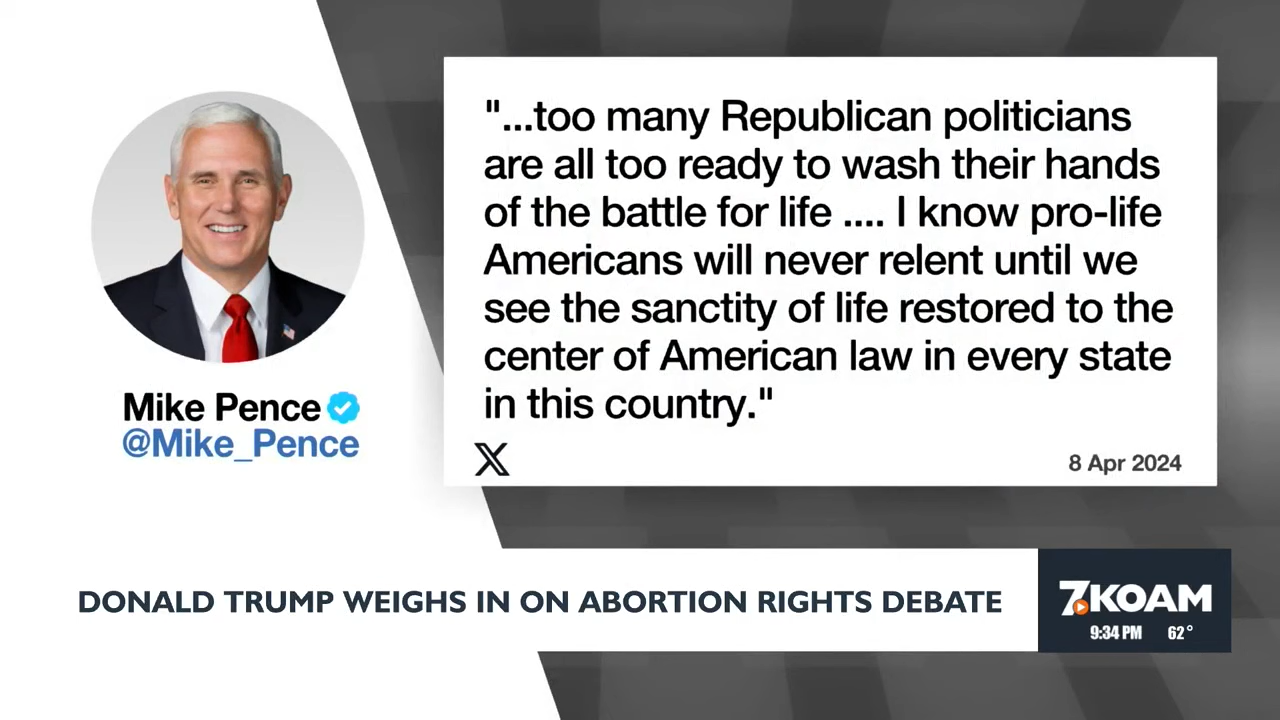 "...too many Republican politicians
are all too ready to wash their hands
of the battle for life .... I know pro-life
Americans will never relent until we
see the sanctity of life restored to the
center of American law in every state
in this country."
Mike Pence
@Mike_Pence
X
8 Apr 2024
DONALD TRUMP WEIGHS IN ON ABORTION RIGHTS DEBATE
7 KOAM
9:34 PM 62°